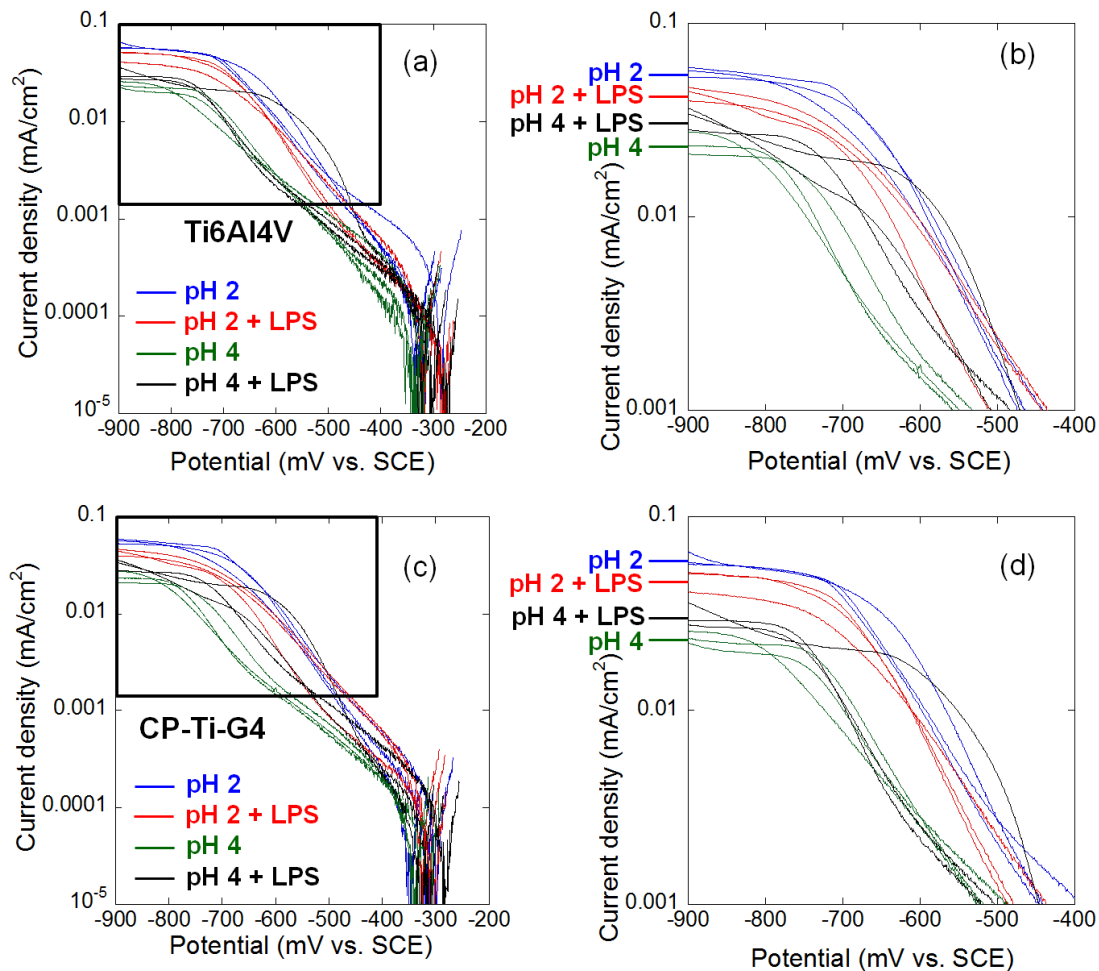 (a)
0.1
0.01
0.001
0.0001
10-5
Current density (mA/cm2)
Ti6Al4V
pH 2
pH 2 + LPS
pH 4
pH 4 + LPS
-900 -800 -700 -600 -500 -400 -300 -200
Potential (mV vs. SCE)
(b)
0.1
0.01
0.001
pH 2
pH 2 + LPS
pH 4 + LPS
pH 4
Current density (mA/cm2)
-900 -800 -700 -600 -500 -400
Potential (mV vs. SCE)
(c)
0.1
0.01
0.001
0.0001
10-5
Current density (mA/cm2)
CP-Ti-G4
pH 2
pH 2 + LPS
pH 4
pH 4 + LPS
-900 -800 -700 -600 -500 -400 -300 -200
Potential (mV vs. SCE)
(d)
0.1
0.01
0.001
pH 2
pH 2 + LPS
pH 4 + LPS
pH 4
Current density (mA/cm2)
-900 -800 -700 -600 -500 -400
Potential (mV vs. SCE)